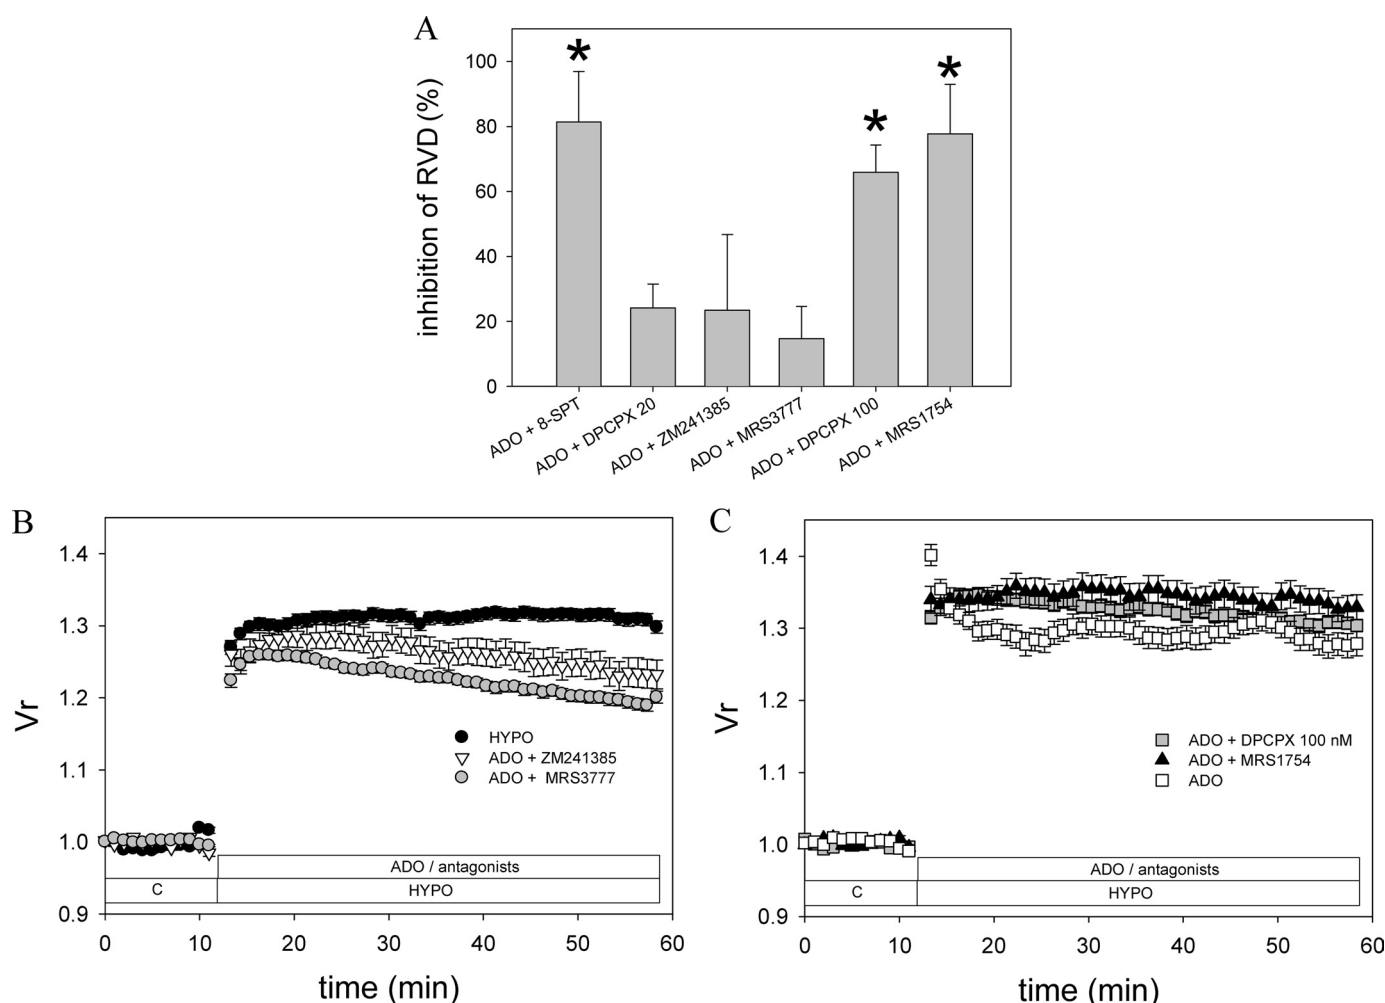 A
inhibition of RVD (%)
100
80
60
40
20
0
* * *
ADO + 8-SPT
ADO + DPCPX 20
ADO + ZM241385
ADO + MRS3777
ADO + DPCPX 100
ADO + MRS1754
B
Vr
1.4
1.3
1.2
1.1
1.0
0.9
HYPO
ADO + ZM241385
ADO + MRS3777
ADO / antagonists
C HYPO
0 10 20 30 40 50 60
time (min)
C
Vr
1.4
1.3
1.2
1.1
1.0
0.9
ADO + DPCPX 100 nM
ADO + MRS1754
ADO
ADO / antagonists
C HYPO
0 10 20 30 40 50 60
time (min)